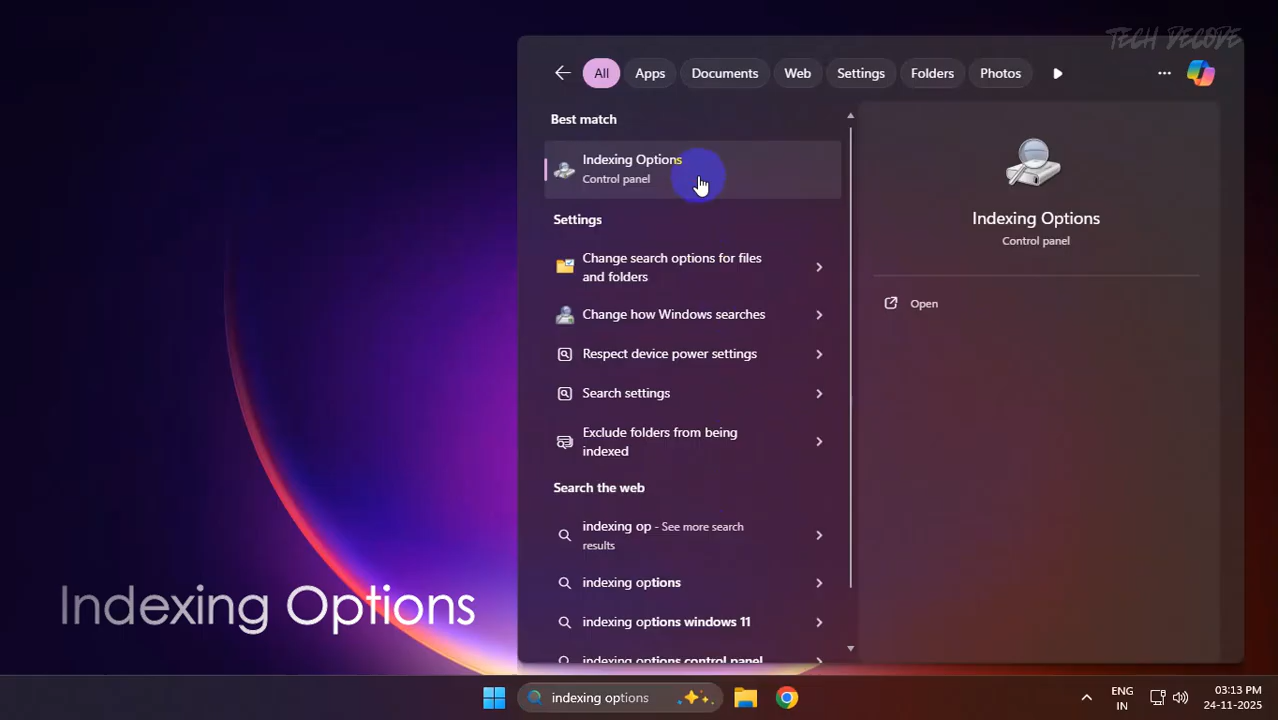 TECH DECODE
All
Apps
Documents
Web
Settings
Folders
Photos
Best match
Indexing Options
Control panel
Settings
Change search options for files
and folders
Change how Windows searches
Respect device power settings
Search settings
Exclude folders from being
indexed
Search the web
indexing op - See more search
results
indexing options
indexing options windows 11
indexing options control panel
Indexing Options
Control panel
Open
Indexing Options
indexing options
ENG
IN
03:13 PM
24-11-2025